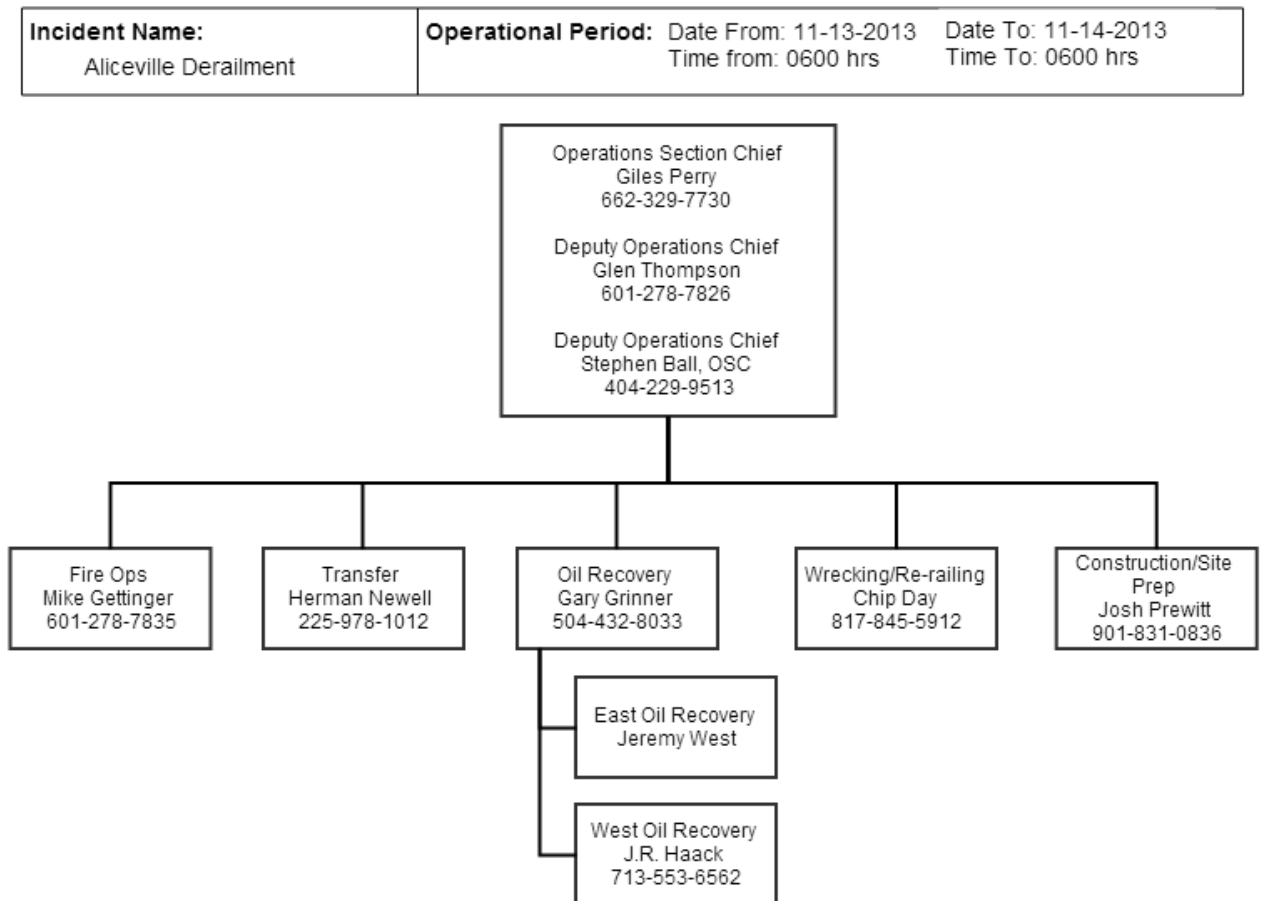 Incident Name:
Aliceville Derailment
Operational Period: Date From: 11-13-2013 Date To: 11-14-2013
Time from: 0600 hrs Time To: 0600 hrs
Operations Section Chief
Giles Perry
662-329-7730
Deputy Operations Chief
Glen Thompson
601-278-7826
Deputy Operations Chief
Stephen Ball, OSC
404-229-9513
Fire Ops
Mike Gettinger
601-278-7835
Transfer
Herman Newell
225-978-1012
Oil Recovery
Gary Grinner
504-432-8033
Wrecking/Re-railing
Chip Day
817-845-5912
Construction/Site
Prep
Josh Prewitt
901-831-0836
East Oil Recovery
Jeremy West
West Oil Recovery
J.R. Haack
713-553-6562